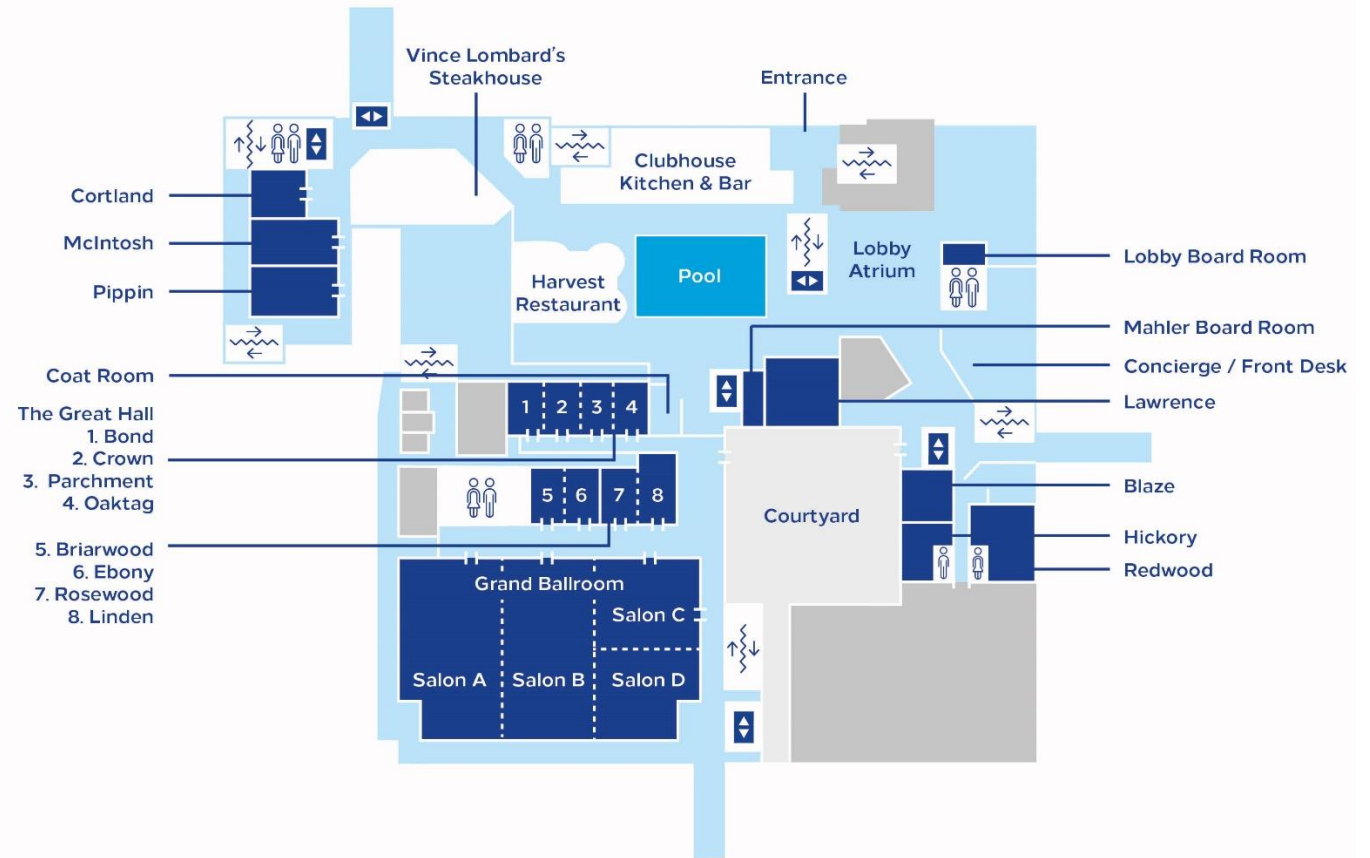 Vince Lombard's
Steakhouse
Entrance
Clubhouse
Kitchen & Bar
Cortland
McIntosh
Pippin
Harvest
Restaurant
Pool
Lobby
Atrium
Lobby Board Room
Mahler Board Room
Concierge / Front Desk
Lawrence
Coat Room
The Great Hall
1. Bond
2. Crown
3. Parchment
4. Oaktag
1
2
3
4
5. Briarwood
6. Ebony
7. Rosewood
8. Linden
5
6
7
8
Courtyard
Blaze
Hickory
Redwood
Grand Ballroom
Salon C
Salon A
Salon B
Salon D